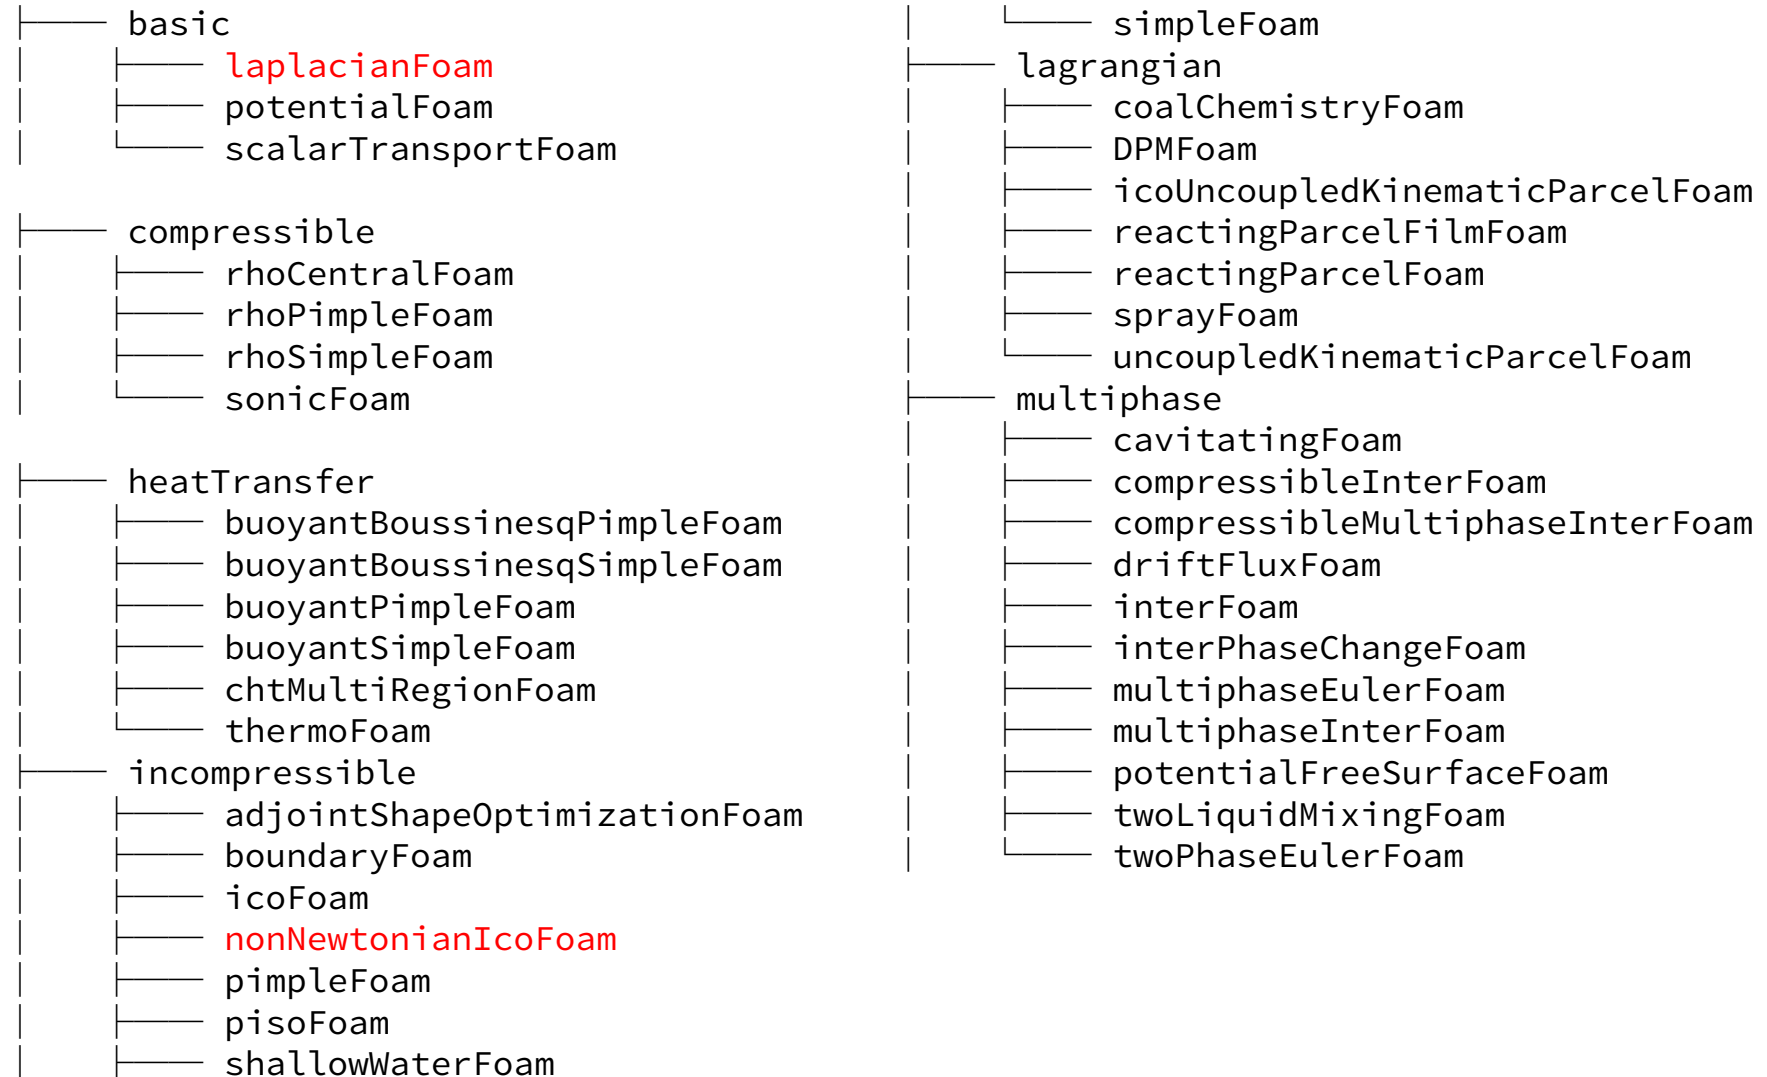 basic
laplacianFoam
potentialFoam
scalarTransportFoam
compressible
rhoCentralFoam
rhoPimpleFoam
rhoSimpleFoam
sonicFoam
heatTransfer
buoyantBoussinesqPimpleFoam
buoyantBoussinesqSimpleFoam
buoyantPimpleFoam
buoyantSimpleFoam
chtMultiRegionFoam
thermoFoam
incompressible
adjointShapeOptimizationFoam
boundaryFoam
icoFoam
nonNewtonianIcoFoam
pimpleFoam
pisoFoam
shallowWaterFoam
simpleFoam
lagrangian
coalChemistryFoam
DPMFoam
icoUncoupledKinematicParcelFoam
reactingParcelFilmFoam
reactingParcelFoam
sprayFoam
uncoupledKinematicParcelFoam
multiphase
cavitatingFoam
compressibleInterFoam
compressibleMultiphaseInterFoam
driftFluxFoam
interFoam
interPhaseChangeFoam
multiphaseEulerFoam
multiphaseInterFoam
potentialFreeSurfaceFoam
twoLiquidMixingFoam
twoPhaseEulerFoam